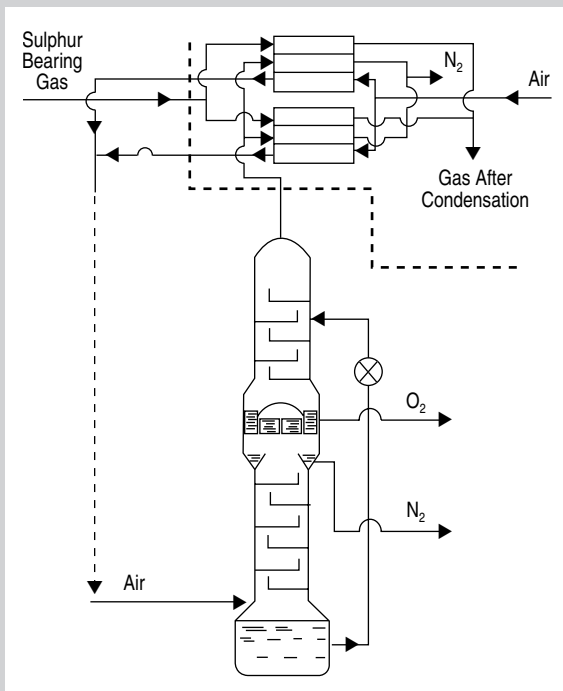 Sulphur
Bearing
Gas
N₂
Air
Gas After
Condensation
O₂
N₂
Air